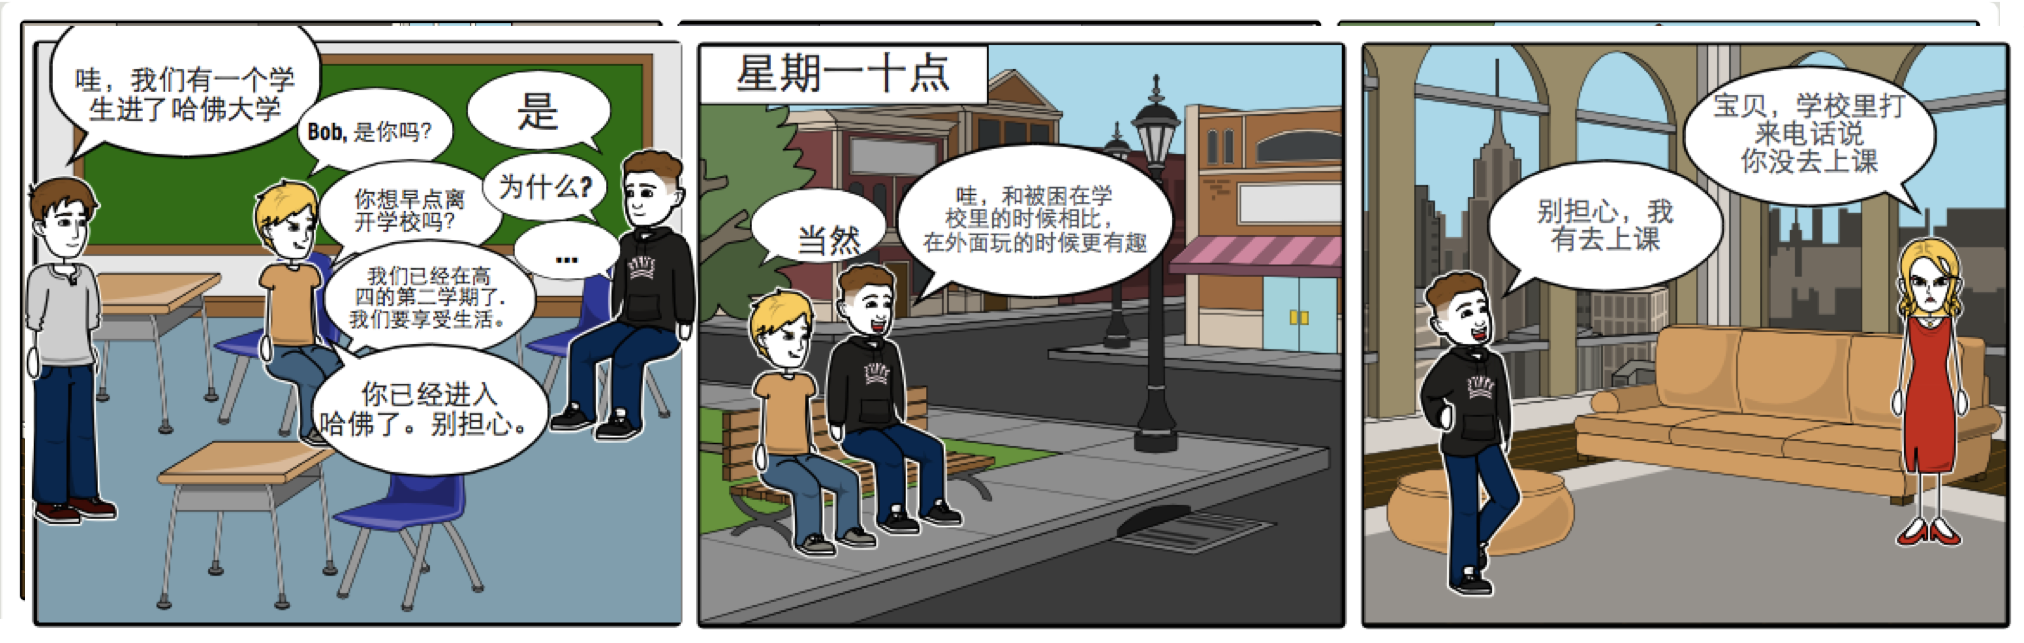 哇，我们有一个学
生进了哈佛大学
Bob, 是你吗?
是
你想早点离
开学校吗?
为什么?
我们已经在高
四的第二学期了.
我们要享受生活。
...
你已经进入
哈佛了。别担心。
星期一十点
哇，和被困在学
校里的时候相比，
在外面玩的时候更有趣
当然
宝贝，学校里打
来电话说
你没去上课
别担心，我
有去上课